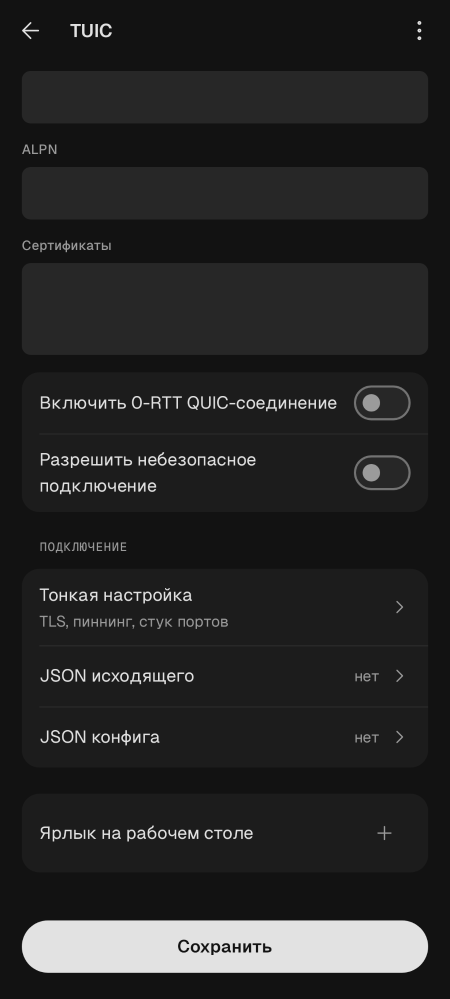 TUIC
ALPN
Сертификаты
Включить 0-RTT QUIC-соединение
Разрешить небезопасное
подключение
ПОДКЛЮЧЕНИЕ
Тонкая настройка
TLS, пиннинг, стук портов
JSON исходящего нет
JSON конфига нет
Ярлык на рабочем столе
Сохранить